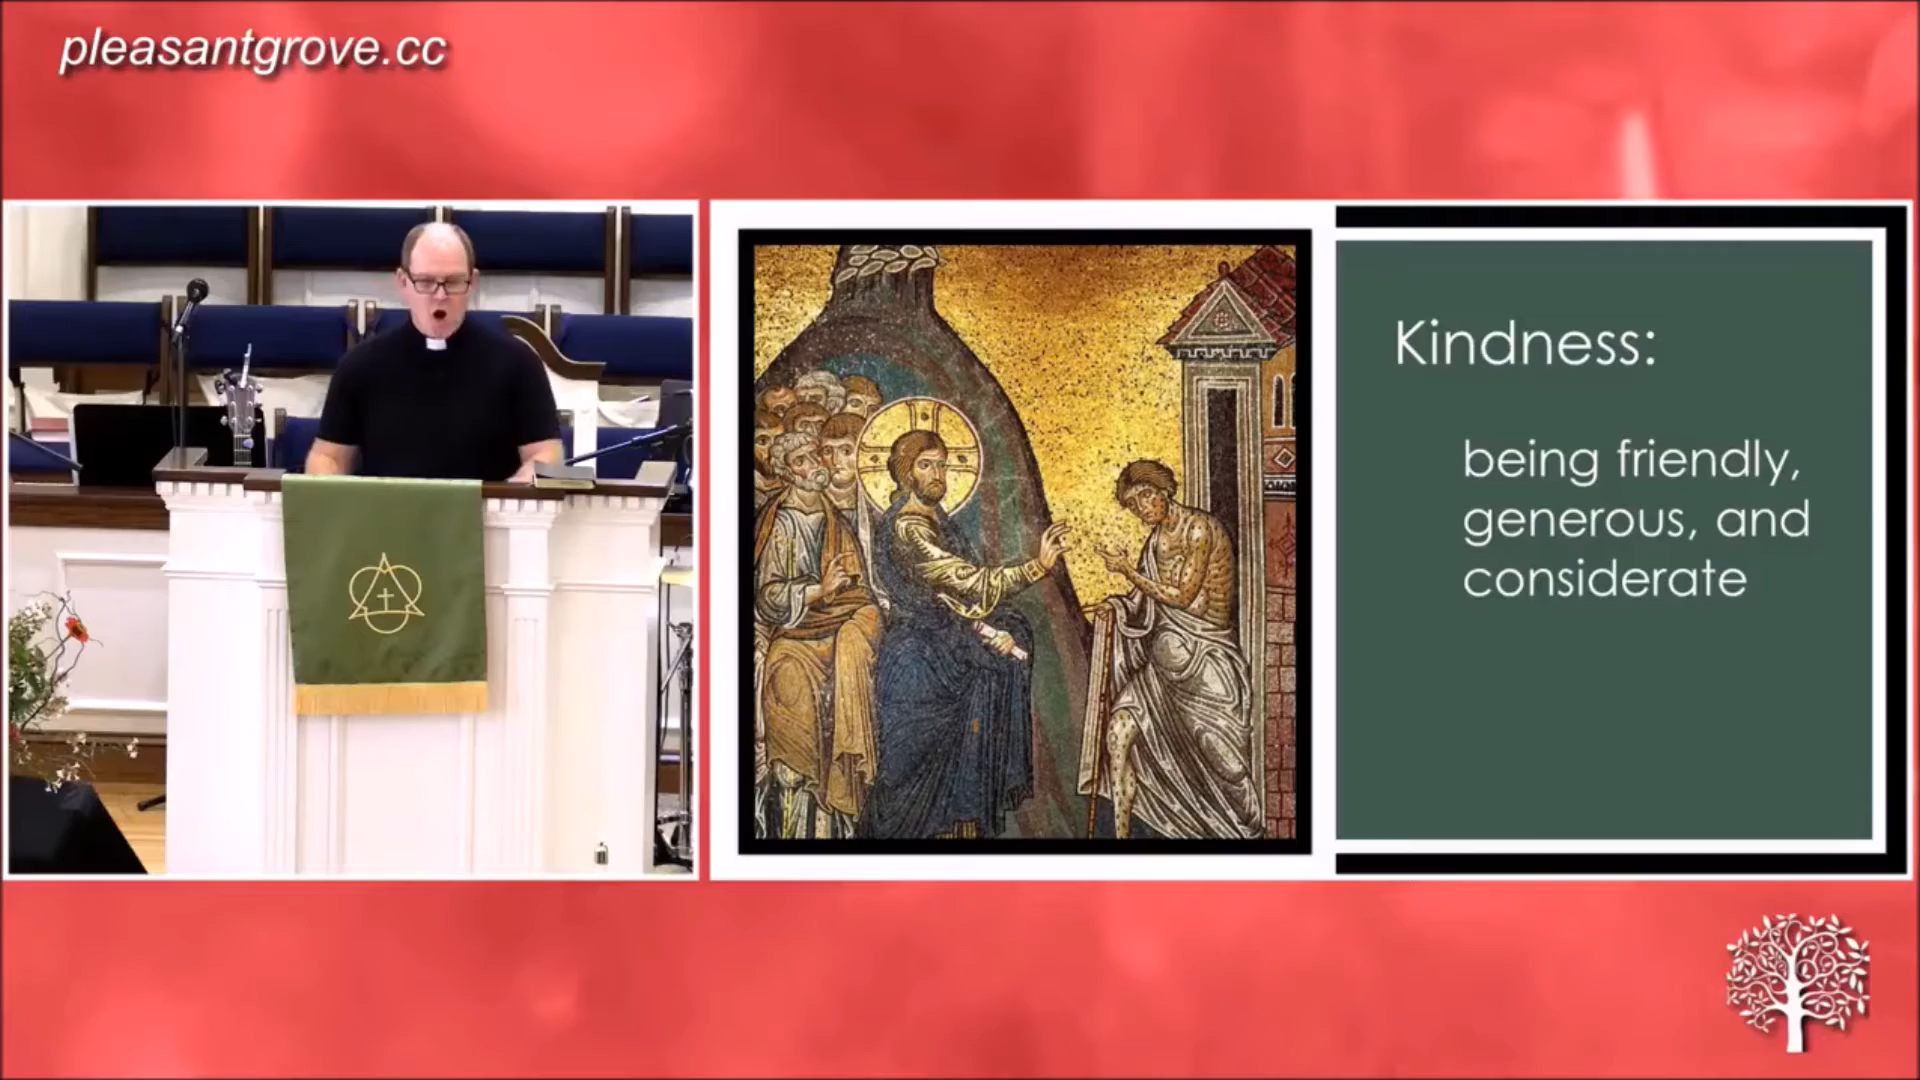 pleasantgrove.cc
Kindness:
being friendly,
generous, and
considerate